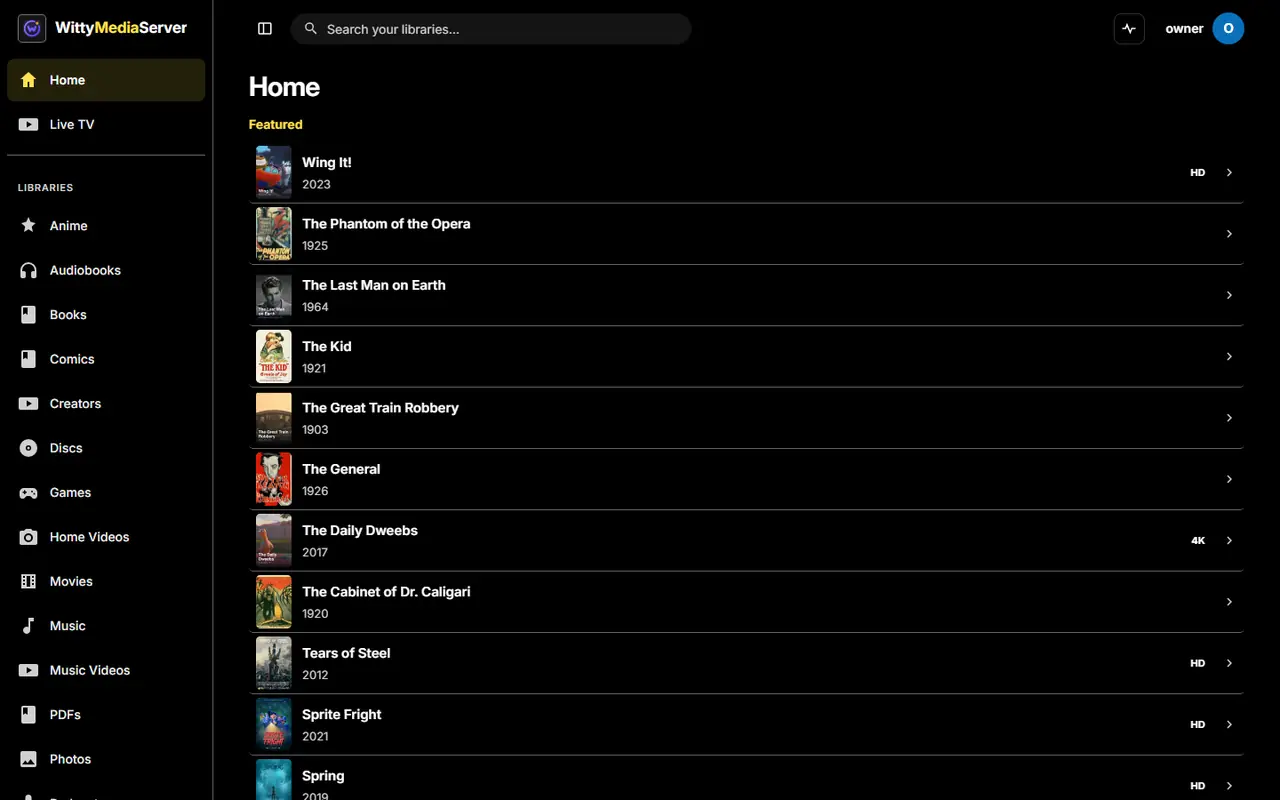 WittyMediaServer
Search your libraries...
owner
O
Home
Live TV
LIBRARIES
Anime
Audiobooks
Books
Comics
Creators
Discs
Games
Home Videos
Movies
Music
Music Videos
PDFs
Photos
Home
Featured
Wing It!
2023
HD
The Phantom of the Opera
1925
The Last Man on Earth
1964
The Kid
1921
The Great Train Robbery
1903
The General
1926
The Daily Dweebs
2017
4K
The Cabinet of Dr. Caligari
1920
Tears of Steel
2012
HD
Sprite Fright
2021
HD
Spring
2019
HD